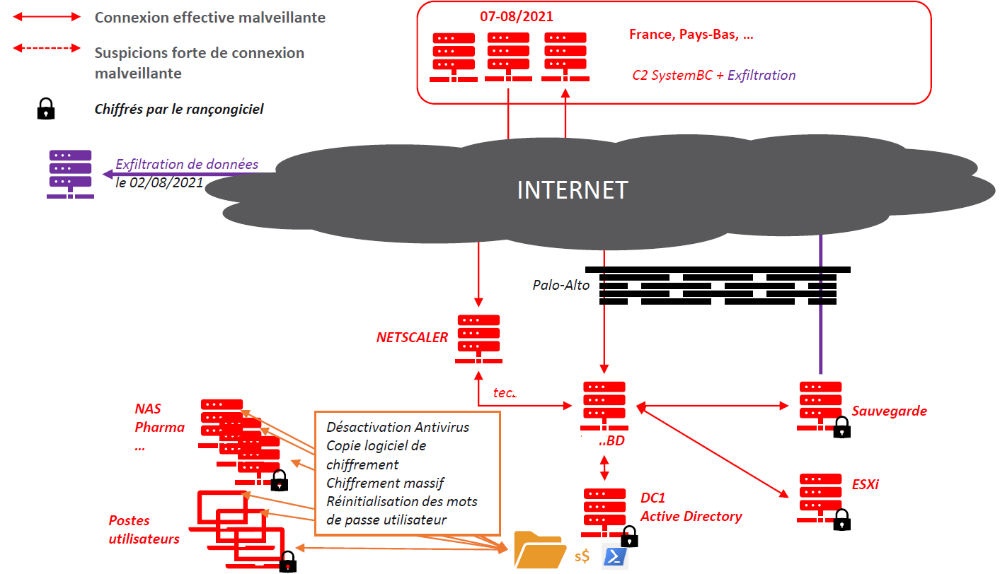 Connexion effective malveillante
Suspicions forte de connexion
malveillante
Chiffrés par le rançongiciel
07-08/2021
France, Pays-Bas, ...
C2 SystemBC + Exfiltration
Exfiltration de données
le 02/08/2021
INTERNET
Palo-Alto
NETSCALER
NAS
Pharma
...
Désactivation Antivirus
Copie logiciel de
chiffrement
Chiffrement massif
Réinitialisation des mots
de passe utilisateur
Sauvegarde
ESXi
DC1
Active Directory
Postes
utilisateurs
s$